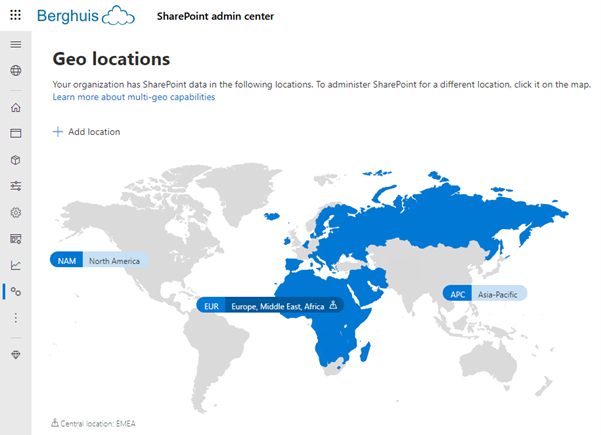 Berghuis
SharePoint admin center
Geo locations
Your organization has SharePoint data in the following locations. To administer SharePoint for a different location, click it on the map.
Learn more about multi-geo capabilities
Add location
NAM North America
APC Asia-Pacific
EUR Europe, Middle East, Africa
Central location: EMEA